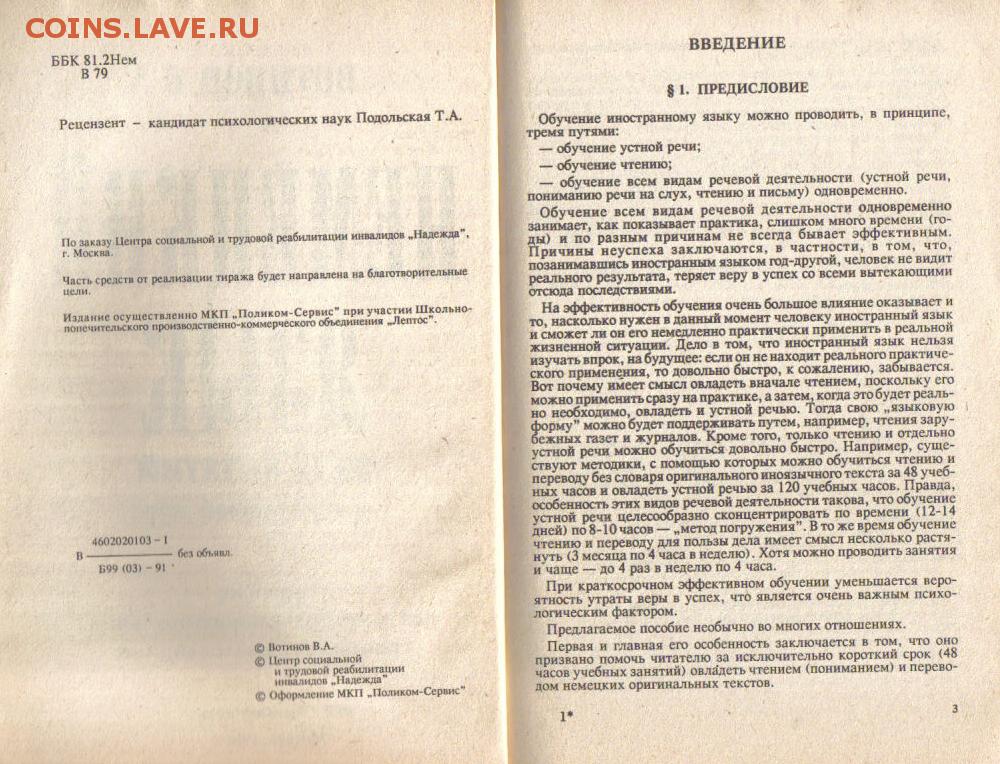 COINS.LAVE.RU
ББК 81.2Нем
В 79
Рецензент – кандидат психологических наук Подольская Т.А.
По заказу Центра социальной и трудовой реабилитации инвалидов „Надежда",
г. Москва.
Часть средств от реализации тиража будет направлена на благотворительные
цели.
Издание осуществленно МКП „Поликом-Сервис" при участии Школьно-
попечительского производственно-коммерческого объединения „Лептос".
4602020103 – I
В ———— без объявл.
Б99 (03) – 91
© Вотинов В.А.
© Центр социальной
и трудовой реабилитации
инвалидов „Надежда"
© Оформление МКП „Поликом-Сервис"
ВВЕДЕНИЕ
§ 1. ПРЕДИСЛОВИЕ
Обучение иностранному языку можно проводить, в принципе,
тремя путями:
— обучение устной речи;
— обучение чтению;
— обучение всем видам речевой деятельности (устной речи,
пониманию речи на слух, чтению и письму) одновременно.
Обучение всем видам речевой деятельности одновременно
занимает, как показывает практика, слишком много времени (го-
ды) и по разным причинам не всегда бывает эффективным.
Причины неуспеха заключаются, в частности, в том, что,
позанимавшись иностранным языком год-другой, человек не видит
реального результата, теряет веру в успех со всеми вытекающими
отсюда последствиями.
На эффективность обучения очень большое влияние оказывает и
то, насколько нужен в данный момент человеку иностранный язык
и сможет ли он его немедленно практически применить в реальной
жизненной ситуации. Дело в том, что иностранный язык нельзя
изучать впрок, на будущее: если он не находит реального практиче-
ского применения, то довольно быстро, к сожалению, забывается.
Вот почему имеет смысл овладеть вначале чтением, поскольку его
можно применить сразу на практике, а затем, когда это будет реаль-
но необходимо, овладеть и устной речью. Тогда свою „языковую
форму" можно будет поддерживать путем, например, чтения зару-
бежных газет и журналов. Кроме того, только чтению и отдельно
устной речи можно обучиться довольно быстро. Например, суще-
ствуют методики, с помощью которых можно обучиться чтению и
переводу без словаря оригинального иноязычного текста за 48 учеб-
ных часов и овладеть устной речью за 120 учебных часов. Правда,
особенность этих видов речевой деятельности такова, что обучение
устной речи целесообразно сконцентрировать по времени (12-14
дней) по 8-10 часов — „метод погружения". В то же время обучение
чтению и переводу для пользы дела имеет смысл несколько растя-
нуть (3 месяца по 4 часа в неделю). Хотя можно проводить занятия
и чаще — до 4 раз в неделю по 4 часа.
При краткосрочном эффективном обучении уменьшается веро-
ятность утраты веры в успех, что является очень важным психо-
логическим фактором.
Предлагаемое пособие необычно во многих отношениях.
Первая и главная его особенность заключается в том, что оно
призвано помочь читателю за исключительно короткий срок (48
часов учебных занятий) овладеть чтением (пониманием) и перево-
дом немецких оригинальных текстов.
1*
3